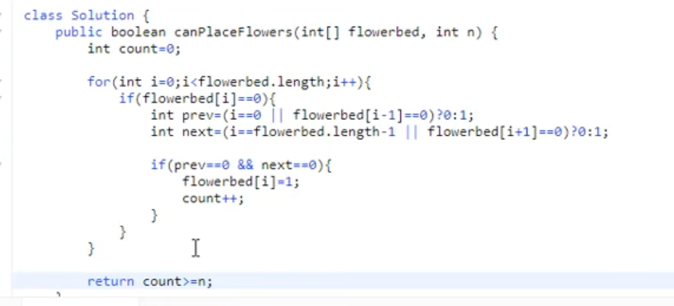 class Solution {
    public boolean canPlaceFlowers(int[] flowerbed, int n) {
        int count=0;

        for(int i=0;i<flowerbed.length;i++){
            if(flowerbed[i]==0){
                int prev=(i==0 || flowerbed[i-1]==0)?0:1;
                int next=(i==flowerbed.length-1 || flowerbed[i+1]==0)?0:1;

                if(prev==0 && next==0){
                    flowerbed[i]=1;
                    count++;
                }
            }
        }

        return count>=n;
    }